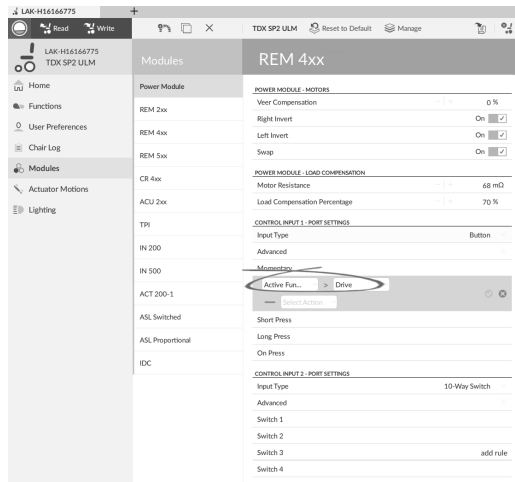 LAK-H16166775
+
Read
Write
TDX SP2 ULM
Reset to Default
Manage
LAK-H16166775
TDX SP2 ULM
Home
Functions
User Preferences
Chair Log
Modules
Actuator Motions
Lighting
Modules
Power Module
REM 2xx
REM 4xx
REM 5xx
CR 4xx
ACU 2xx
TPI
IN 200
IN 500
ACT 200-1
ASL Switched
ASL Proportional
IDC
REM 4xx
POWER MODULE - MOTORS
Veer Compensation - + 0 %
Right Invert On
Left Invert On
Swap On
POWER MODULE - LOAD COMPENSATION
Motor Resistance - + 68 mΩ
Load Compensation Percentage - + 70 %
CONTROL INPUT 1 - PORT SETTINGS
Input Type Button
Advanced
Momentary
Active Fun... > Drive
Select Action
Short Press
Long Press
On Press
CONTROL INPUT 2 - PORT SETTINGS
Input Type 10-Way Switch
Advanced
Switch 1
Switch 2
Switch 3 add rule
Switch 4